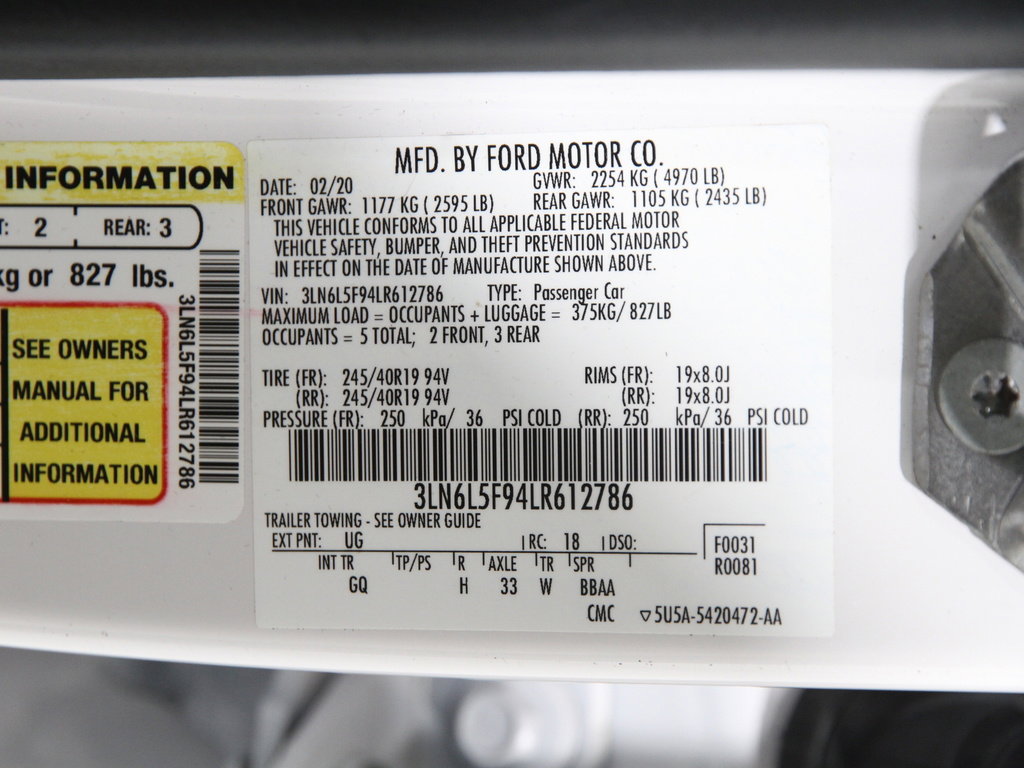 INFORMATION
T: 2 REAR: 3
kg or 827 lbs.
SEE OWNERS
MANUAL FOR
ADDITIONAL
INFORMATION
3LN6L5F94LR612786
MFD. BY FORD MOTOR CO.
DATE: 02/20 GVWR: 2254 KG ( 4970 LB)
FRONT GAWR: 1177 KG ( 2595 LB) REAR GAWR: 1105 KG ( 2435 LB)
THIS VEHICLE CONFORMS TO ALL APPLICABLE FEDERAL MOTOR
VEHICLE SAFETY, BUMPER, AND THEFT PREVENTION STANDARDS
IN EFFECT ON THE DATE OF MANUFACTURE SHOWN ABOVE.
VIN: 3LN6L5F94LR612786 TYPE: Passenger Car
MAXIMUM LOAD = OCCUPANTS + LUGGAGE = 375KG/ 827LB
OCCUPANTS = 5 TOTAL; 2 FRONT, 3 REAR
TIRE (FR): 245/40R19 94V RIMS (FR): 19x8.0J
(RR): 245/40R19 94V (RR): 19x8.0J
PRESSURE (FR): 250 kPa/ 36 PSI COLD (RR): 250 kPa/ 36 PSI COLD
3LN6L5F94LR612786
TRAILER TOWING - SEE OWNER GUIDE
EXT PNT: UG RC: 18 DSO: F0031
INT TR TP/PS R AXLE TR SPR R0081
GQ H 33 W BBAA
CMC ▽5U5A-5420472-AA